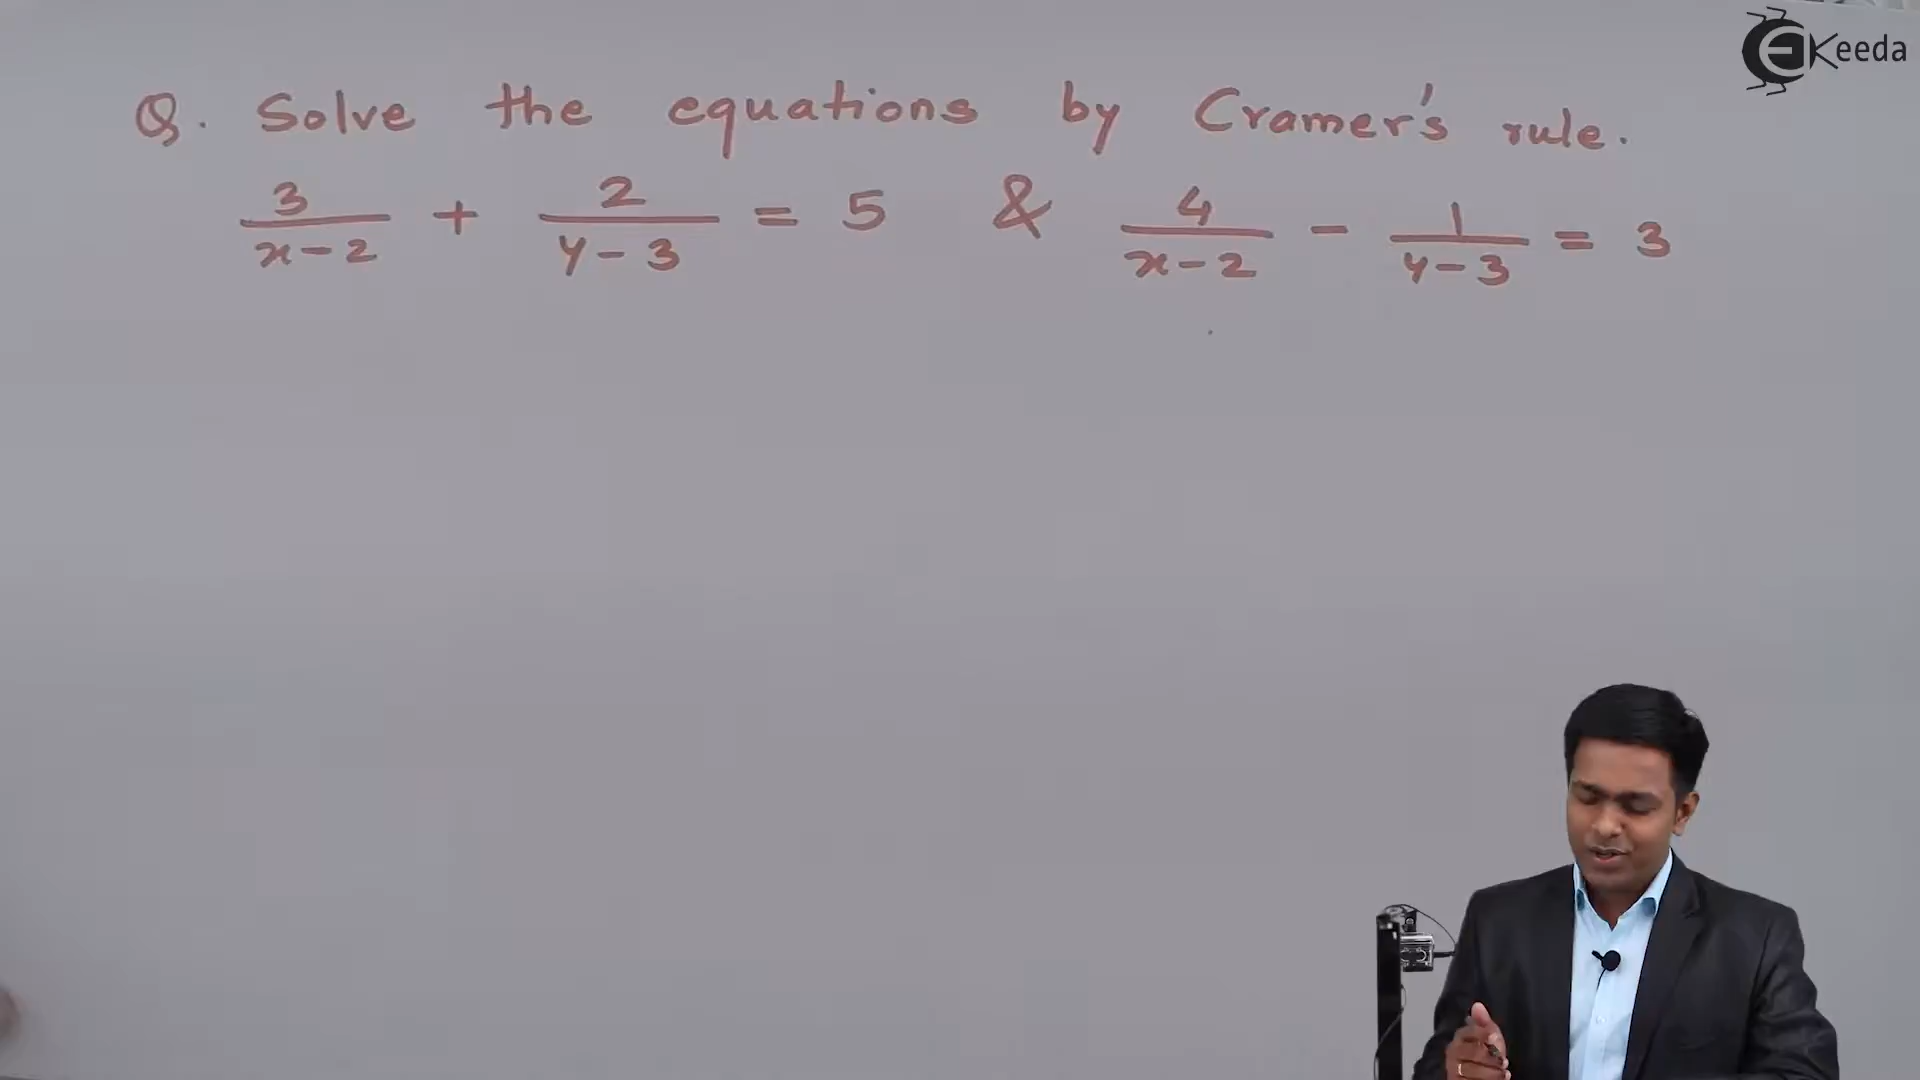 EKeeda
Q. Solve the equations by Cramer's rule.
3/(x-2) + 2/(y-3) = 5 & 4/(x-2) - 1/(y-3) = 3